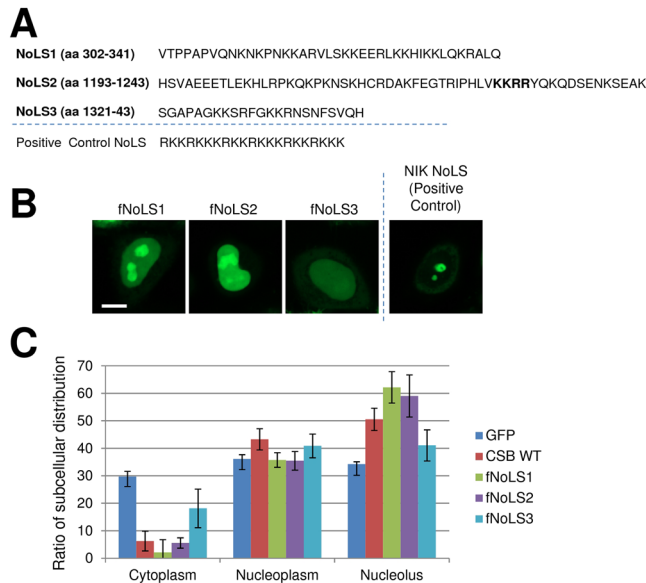 A
NoLS1 (aa 302-341) VTPPAPVQNKNKPNKKARVLSKKEERLKKHIKKLQKRALQ
NoLS2 (aa 1193-1243) HSVAEEETLEKHLRPKQKPKNSKHCRDAKFEGTRIPHLVKKRRYQKQDSENKSEAK
NoLS3 (aa 1321-43) SGAPAGKKSRFGKKRNSNFSVQH
Positive Control NoLS RKKRKKKRKKRKKKRKKRKKK
B
fNoLS1 fNoLS2 fNoLS3
NIK NoLS
(Positive
Control)
C
Ratio of subcellular distribution
70
60
50
40
30
20
10
0
Cytoplasm Nucleoplasm Nucleolus
GFP
CSB WT
fNoLS1
fNoLS2
fNoLS3